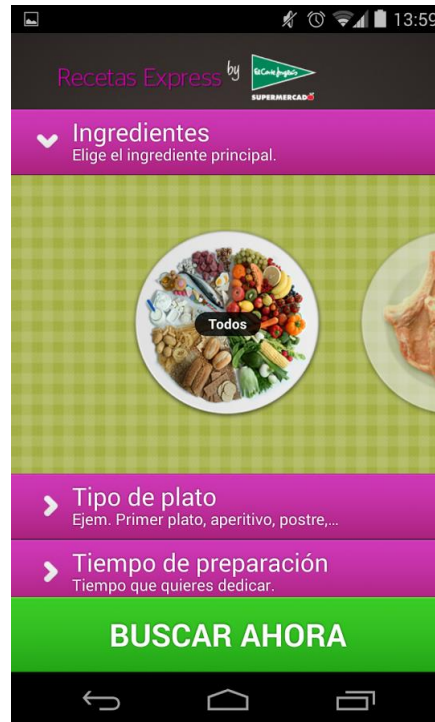 13:59
Recetas Express by
El Corte Inglés
SUPERMERCADO
Ingredientes
Elige el ingrediente principal.
Todos
Tipo de plato
Ejem. Primer plato, aperitivo, postre,...
Tiempo de preparación
Tiempo que quieres dedicar.
BUSCAR AHORA